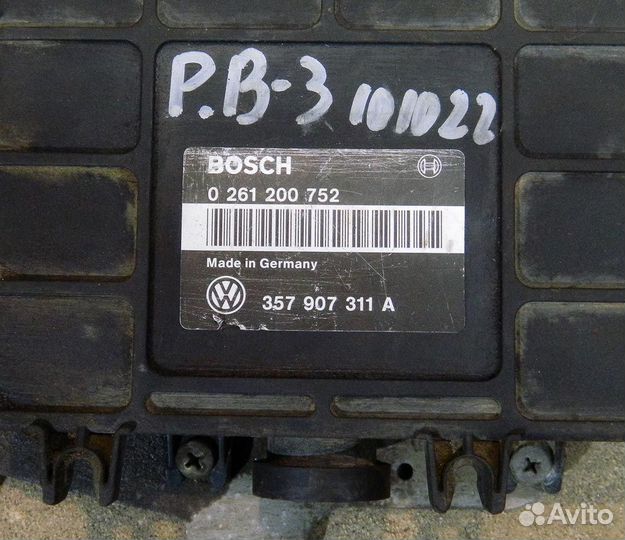 P.B-3 101022
BOSCH
0 261 200 752
Made in Germany
357 907 311 A
Avito